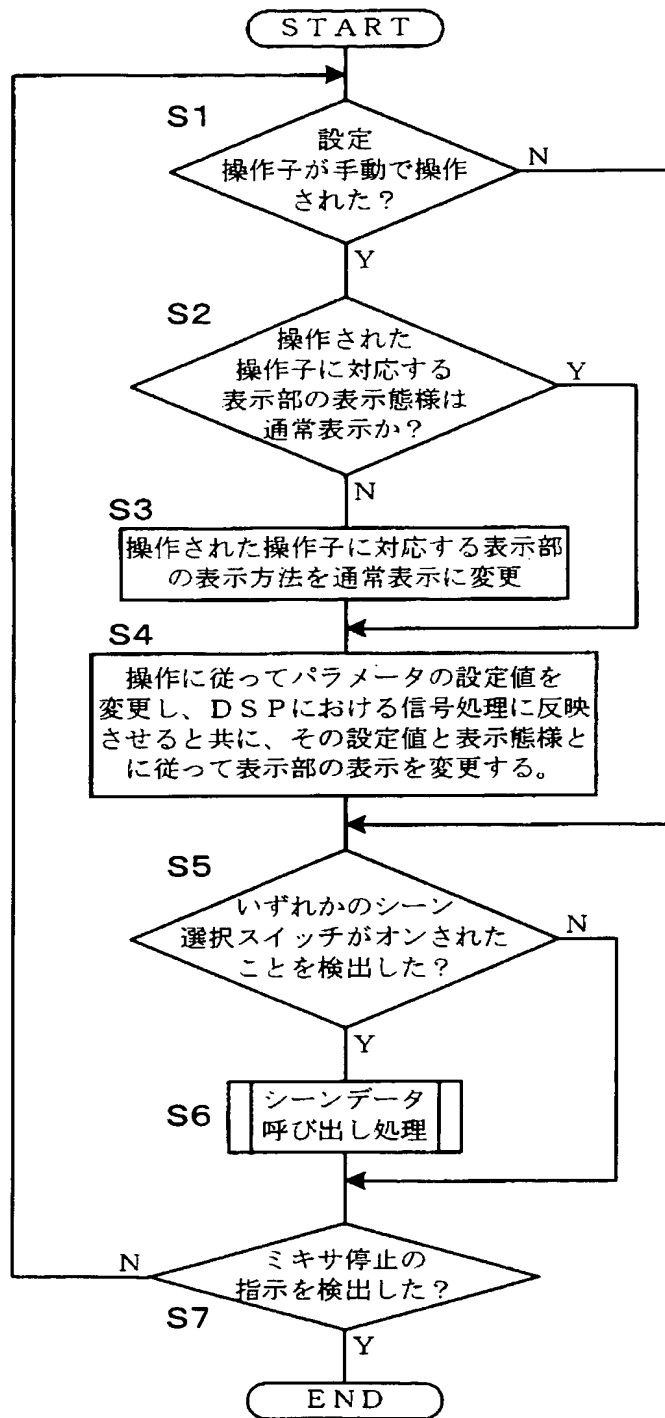 START
S1
設定
操作子が手動で操作
された?
N
Y
S2
操作された
操作子に対応する
表示部の表示態様は
通常表示か?
Y
N
S3
操作された操作子に対応する表示部
の表示方法を通常表示に変更
S4
操作に従ってパラメータの設定値を
変更し、DSPにおける信号処理に反映
させると共に、その設定値と表示態様と
に従って表示部の表示を変更する。
S5
いずれかのシーン
選択スイッチがオンされた
ことを検出した?
N
Y
S6
シーンデータ
呼び出し処理
N
ミキサ停止の
指示を検出した?
S7
Y
END